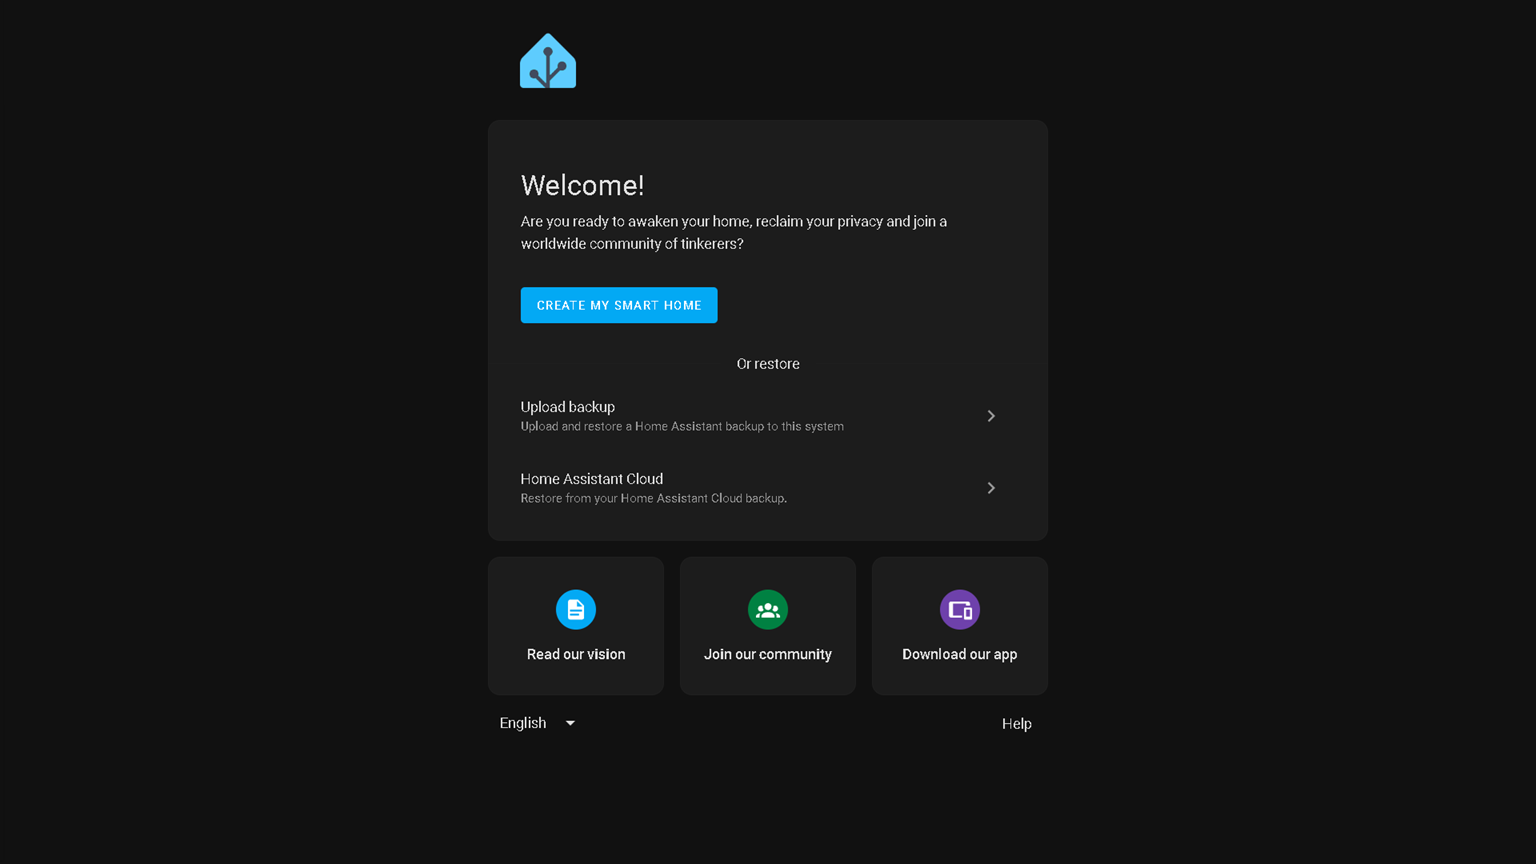 Welcome!
Are you ready to awaken your home, reclaim your privacy and join a
worldwide community of tinkerers?
CREATE MY SMART HOME
Or restore
Upload backup
Upload and restore a Home Assistant backup to this system
Home Assistant Cloud
Restore from your Home Assistant Cloud backup.
Read our vision
Join our community
Download our app
English
Help